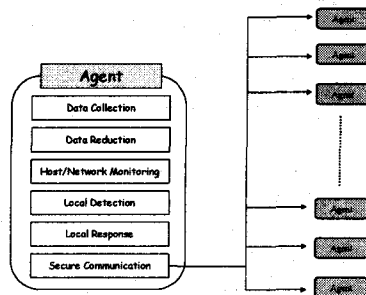 Agent
Data Collection
Data Reduction
Host/Network Monitoring
Local Detection
Local Response
Secure Communication
Agent
Agent
Agent
Agent
Agent
Agent